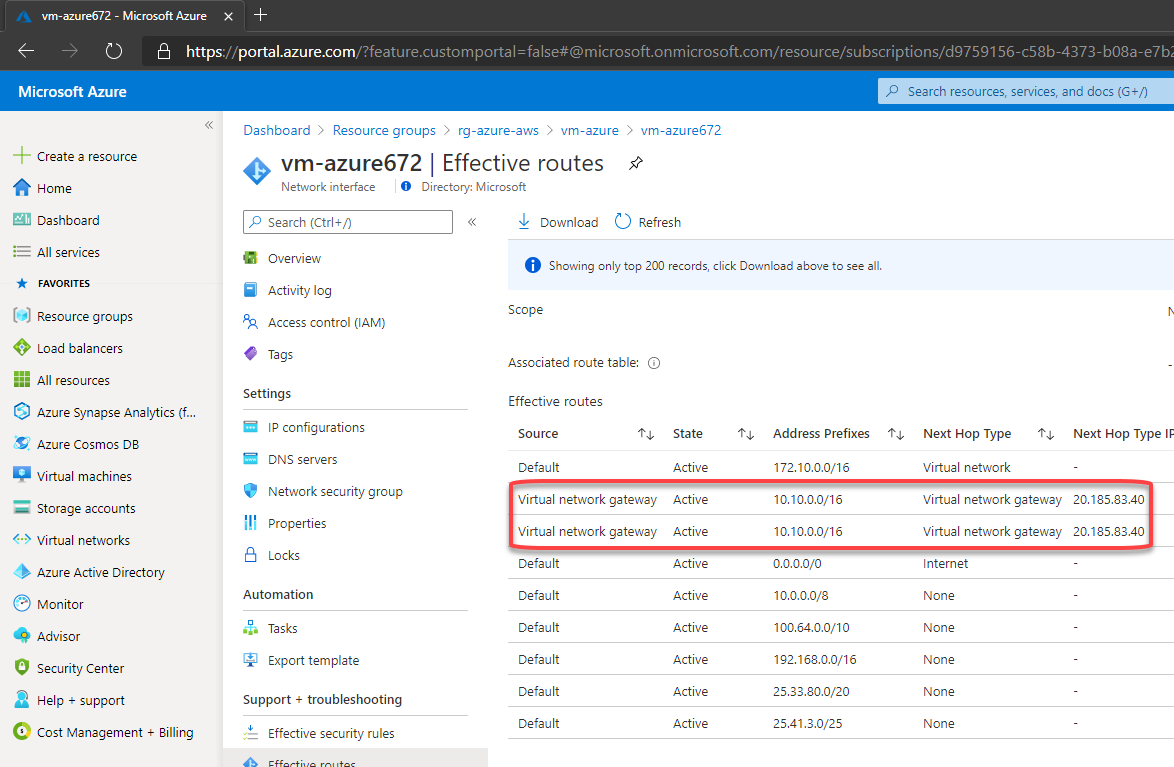 vm-azure672 - Microsoft Azure
https://portal.azure.com/?feature.customportal=false#@microsoft.onmicrosoft.com/resource/subscriptions/d9759156-c58b-4373-b08a-e7b2
Microsoft Azure
Search resources, services, and docs (G+/)
Create a resource
Home
Dashboard
All services
FAVORITES
Resource groups
Load balancers
All resources
Azure Synapse Analytics (f...
Azure Cosmos DB
Virtual machines
Storage accounts
Virtual networks
Azure Active Directory
Monitor
Advisor
Security Center
Help + support
Cost Management + Billing
Dashboard > Resource groups > rg-azure-aws > vm-azure > vm-azure672
vm-azure672 | Effective routes
Network interface
Directory: Microsoft
Search (Ctrl+/)
Overview
Activity log
Access control (IAM)
Tags
Settings
IP configurations
DNS servers
Network security group
Properties
Locks
Automation
Tasks
Export template
Support + troubleshooting
Effective security rules
Effective routes
Download Refresh
Showing only top 200 records, click Download above to see all.
Scope
Associated route table: -
Effective routes
Source State Address Prefixes Next Hop Type Next Hop Type IP
Default Active 172.10.0.0/16 Virtual network -
Virtual network gateway Active 10.10.0.0/16 Virtual network gateway 20.185.83.40
Virtual network gateway Active 10.10.0.0/16 Virtual network gateway 20.185.83.40
Default Active 0.0.0.0/0 Internet -
Default Active 10.0.0.0/8 None -
Default Active 100.64.0.0/10 None -
Default Active 192.168.0.0/16 None -
Default Active 25.33.80.0/20 None -
Default Active 25.41.3.0/25 None -